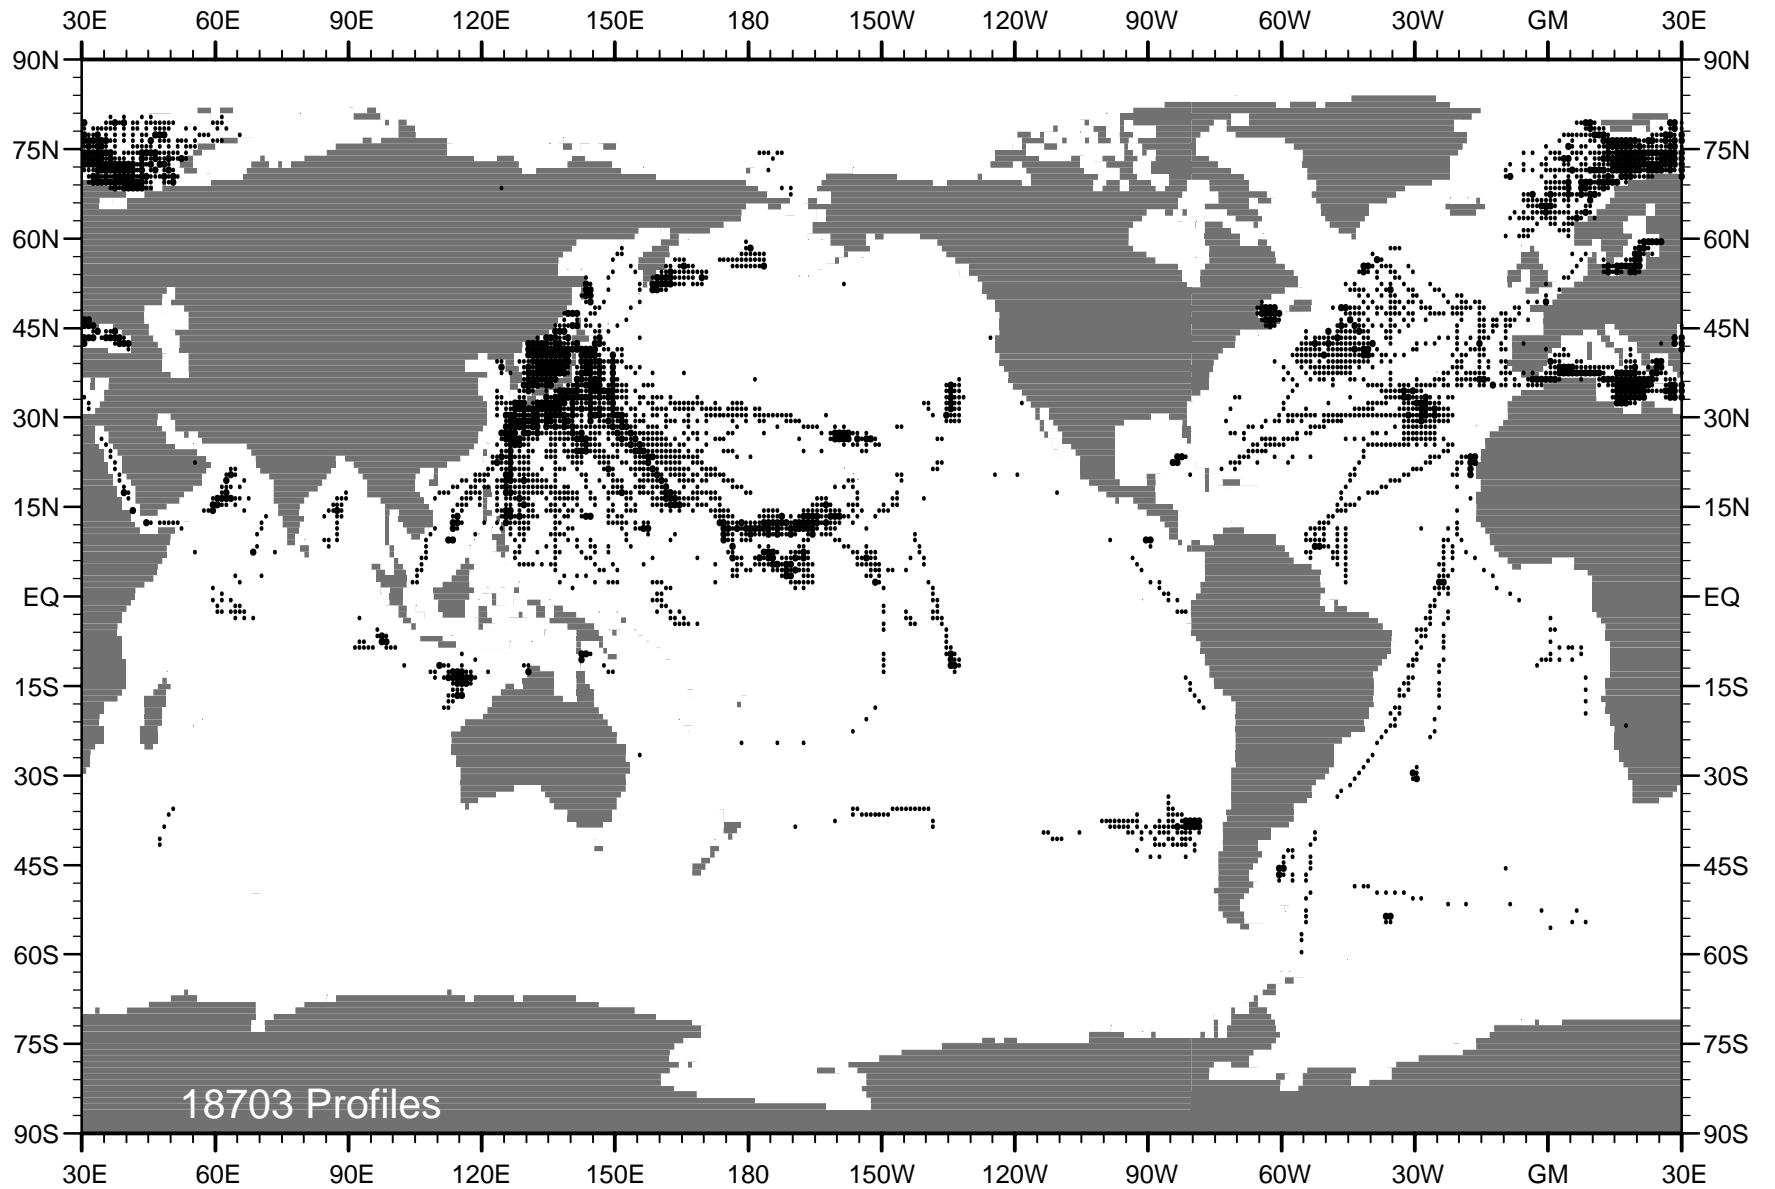 30E 60E 90E 120E 150E 180 150W 120W 90W 60W 30W GM 30E
90N 90N
75N 75N
60N 60N
45N 45N
30N 30N
15N 15N
EQ EQ
15S 15S
30S 30S
45S 45S
60S 60S
75S 75S
18703 Profiles
90S 90S
30E 60E 90E 120E 150E 180 150W 120W 90W 60W 30W GM 30E